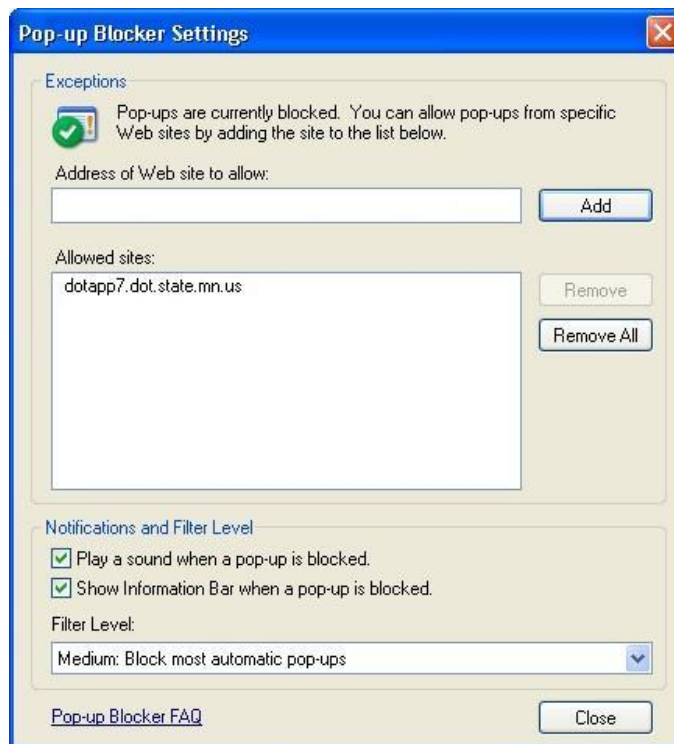 Pop-up Blocker Settings
Exceptions
Pop-ups are currently blocked. You can allow pop-ups from specific
Web sites by adding the site to the list below.
Address of Web site to allow:
Add
Allowed sites:
dotapp7.dot.state.mn.us
Remove
Remove All
Notifications and Filter Level
Play a sound when a pop-up is blocked.
Show Information Bar when a pop-up is blocked.
Filter Level:
Medium: Block most automatic pop-ups
Pop-up Blocker FAQ
Close